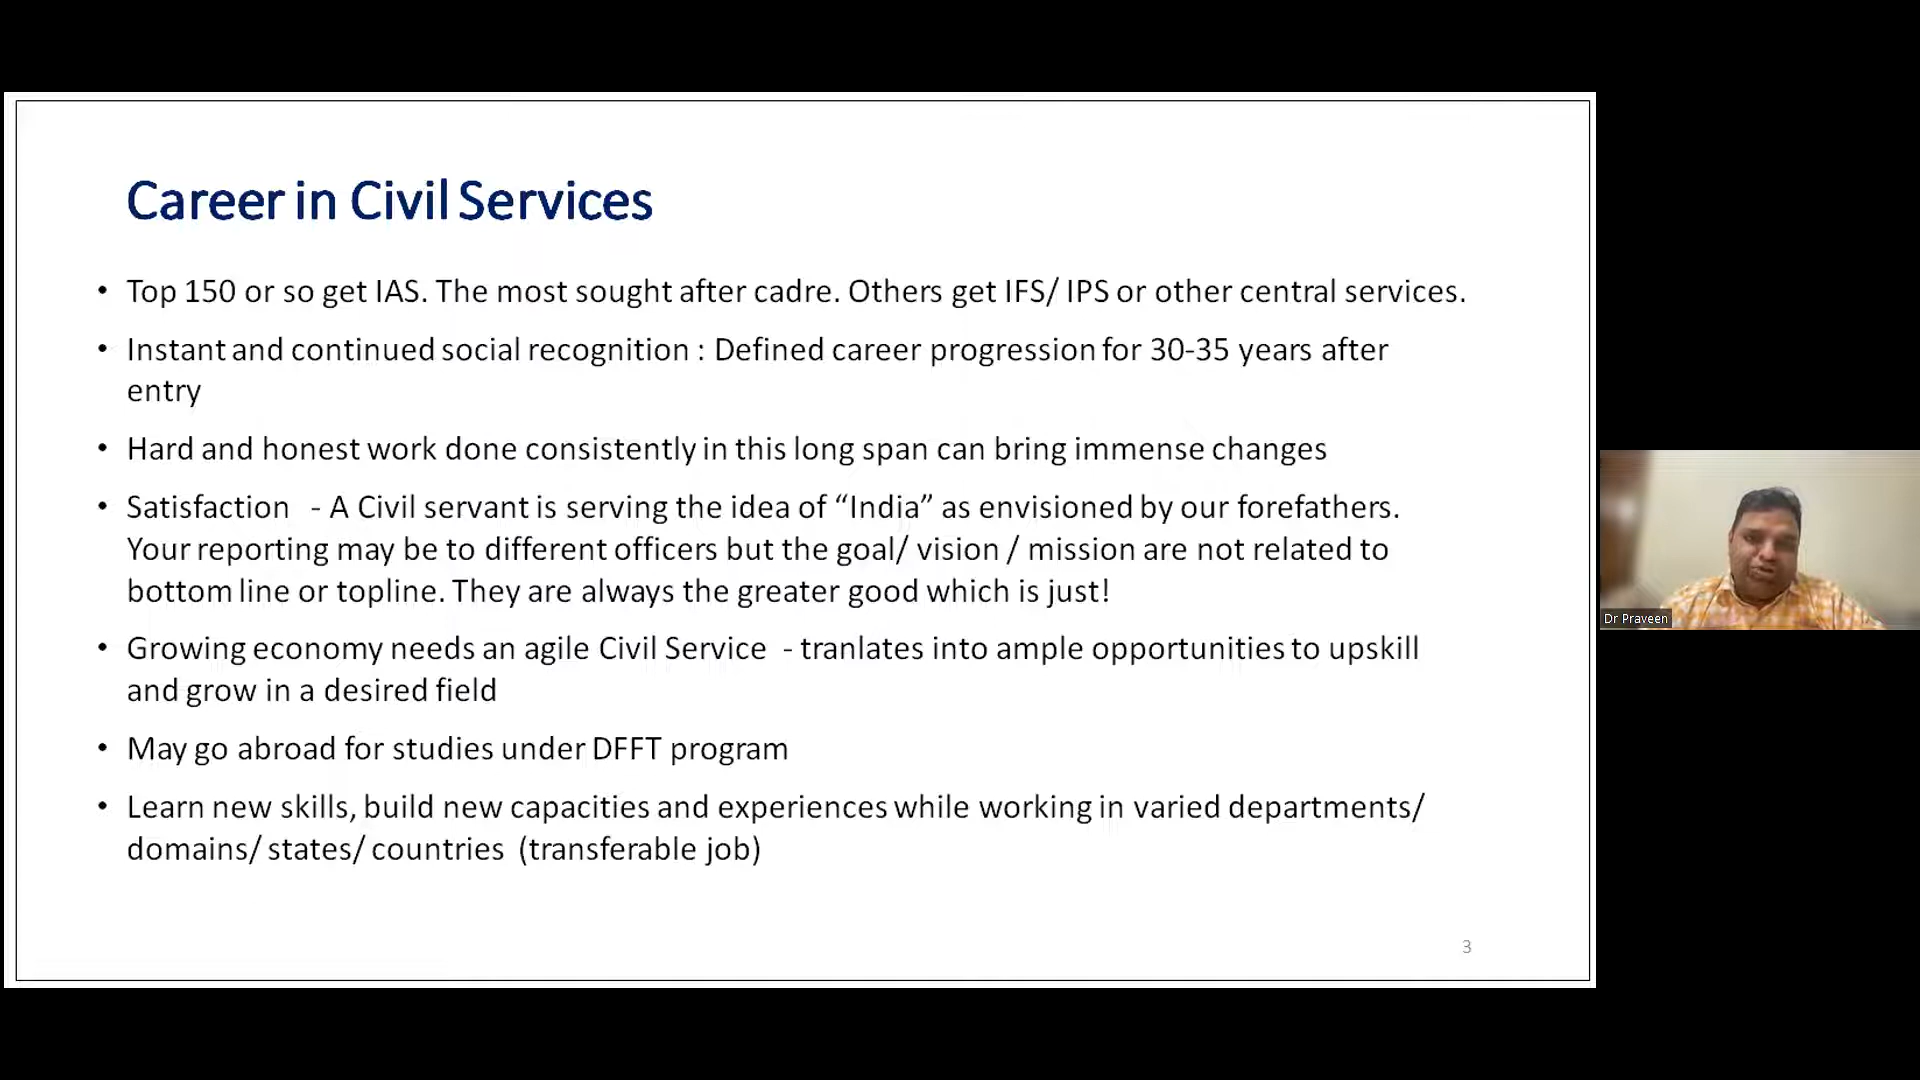 Career in Civil Services
• Top 150 or so get IAS. The most sought after cadre. Others get IFS/ IPS or other central services.
• Instant and continued social recognition : Defined career progression for 30-35 years after
entry
• Hard and honest work done consistently in this long span can bring immense changes
• Satisfaction - A Civil servant is serving the idea of “India” as envisioned by our forefathers.
Your reporting may be to different officers but the goal/ vision / mission are not related to
bottom line or topline. They are always the greater good which is just!
• Growing economy needs an agile Civil Service - tranlates into ample opportunities to upskill
and grow in a desired field
• May go abroad for studies under DFFT program
• Learn new skills, build new capacities and experiences while working in varied departments/
domains/ states/ countries (transferable job)
3
Dr Praveen